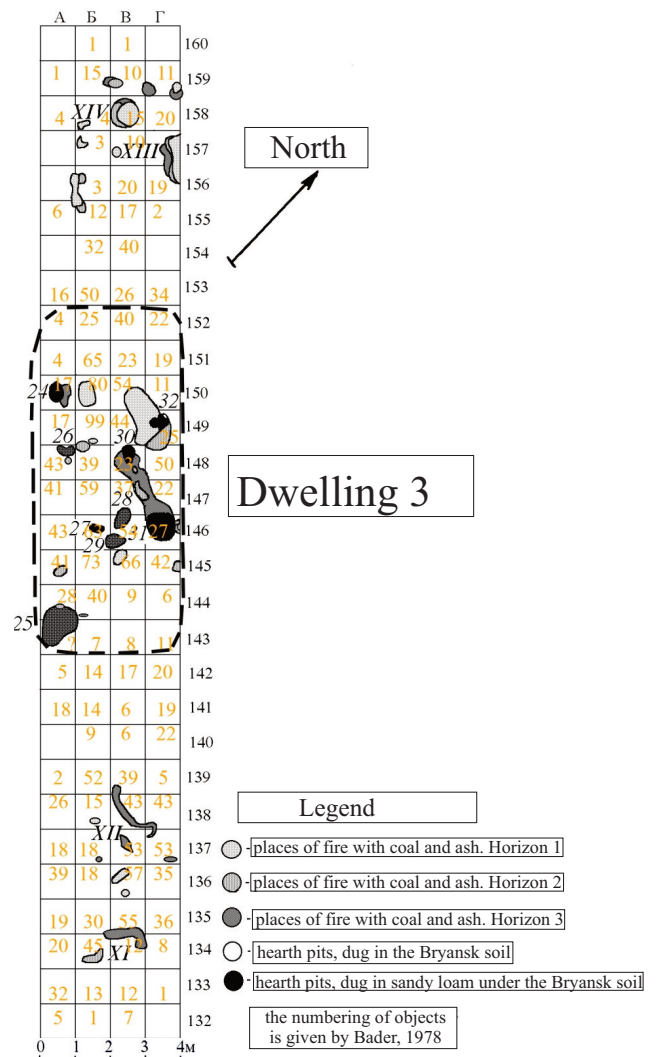 А Б В Г
1 1 160
1 15 10 11 159
XIV
4 4 15 20 158
3 10 157
XIII
3 20 19 156
6 12 17 2 155
32 40 154
16 50 26 34 153
4 25 40 22 152
4 65 23 19 151
24 17 80 54 11 150
32
17 99 44 25 149
26 30
43 39 23 50 148
41 59 37 22 147
28
43 27 54 31 27 146
29
41 73 66 42 145
28 40 9 6 144
25
? 7 8 11 143
5 14 17 20 142
18 14 6 19 141
9 6 22 140
2 52 39 5 139
26 15 43 43 138
XII
18 18 53 53 137
39 18 57 35 136
19 30 55 36 135
20 45 12 8 134
XI
32 13 12 1 133
5 1 7 132
0 1 2 3 4м
North
Dwelling 3
Legend
- places of fire with coal and ash. Horizon 1
- places of fire with coal and ash. Horizon 2
- places of fire with coal and ash. Horizon 3
- hearth pits, dug in the Bryansk soil
- hearth pits, dug in sandy loam under the Bryansk soil
the numbering of objects
is given by Bader, 1978